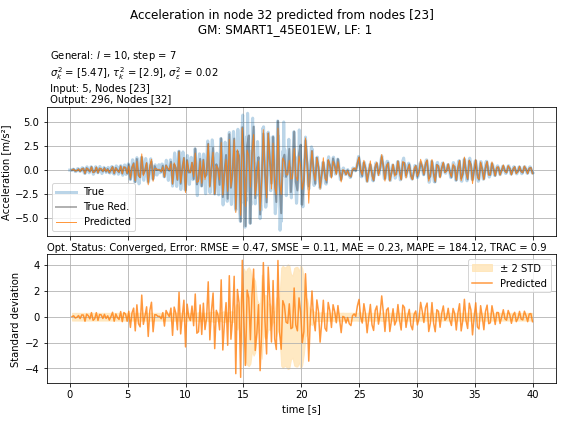 Acceleration in node 32 predicted from nodes [23]
GM: SMART1_45E01EW, LF: 1
General: l = 10, step = 7
σ²ₖ = [5.47], τ²ₖ = [2.9], σ²ε = 0.02
Input: 5, Nodes [23]
Output: 296, Nodes [32]
Acceleration [m/s²]
5.0
2.5
0.0
−2.5
−5.0
True
True Red.
Predicted
Opt. Status: Converged, Error: RMSE = 0.47, SMSE = 0.11, MAE = 0.23, MAPE = 184.12, TRAC = 0.9
Standard deviation
4
2
0
−2
−4
± 2 STD
Predicted
0 5 10 15 20 25 30 35 40
time [s]